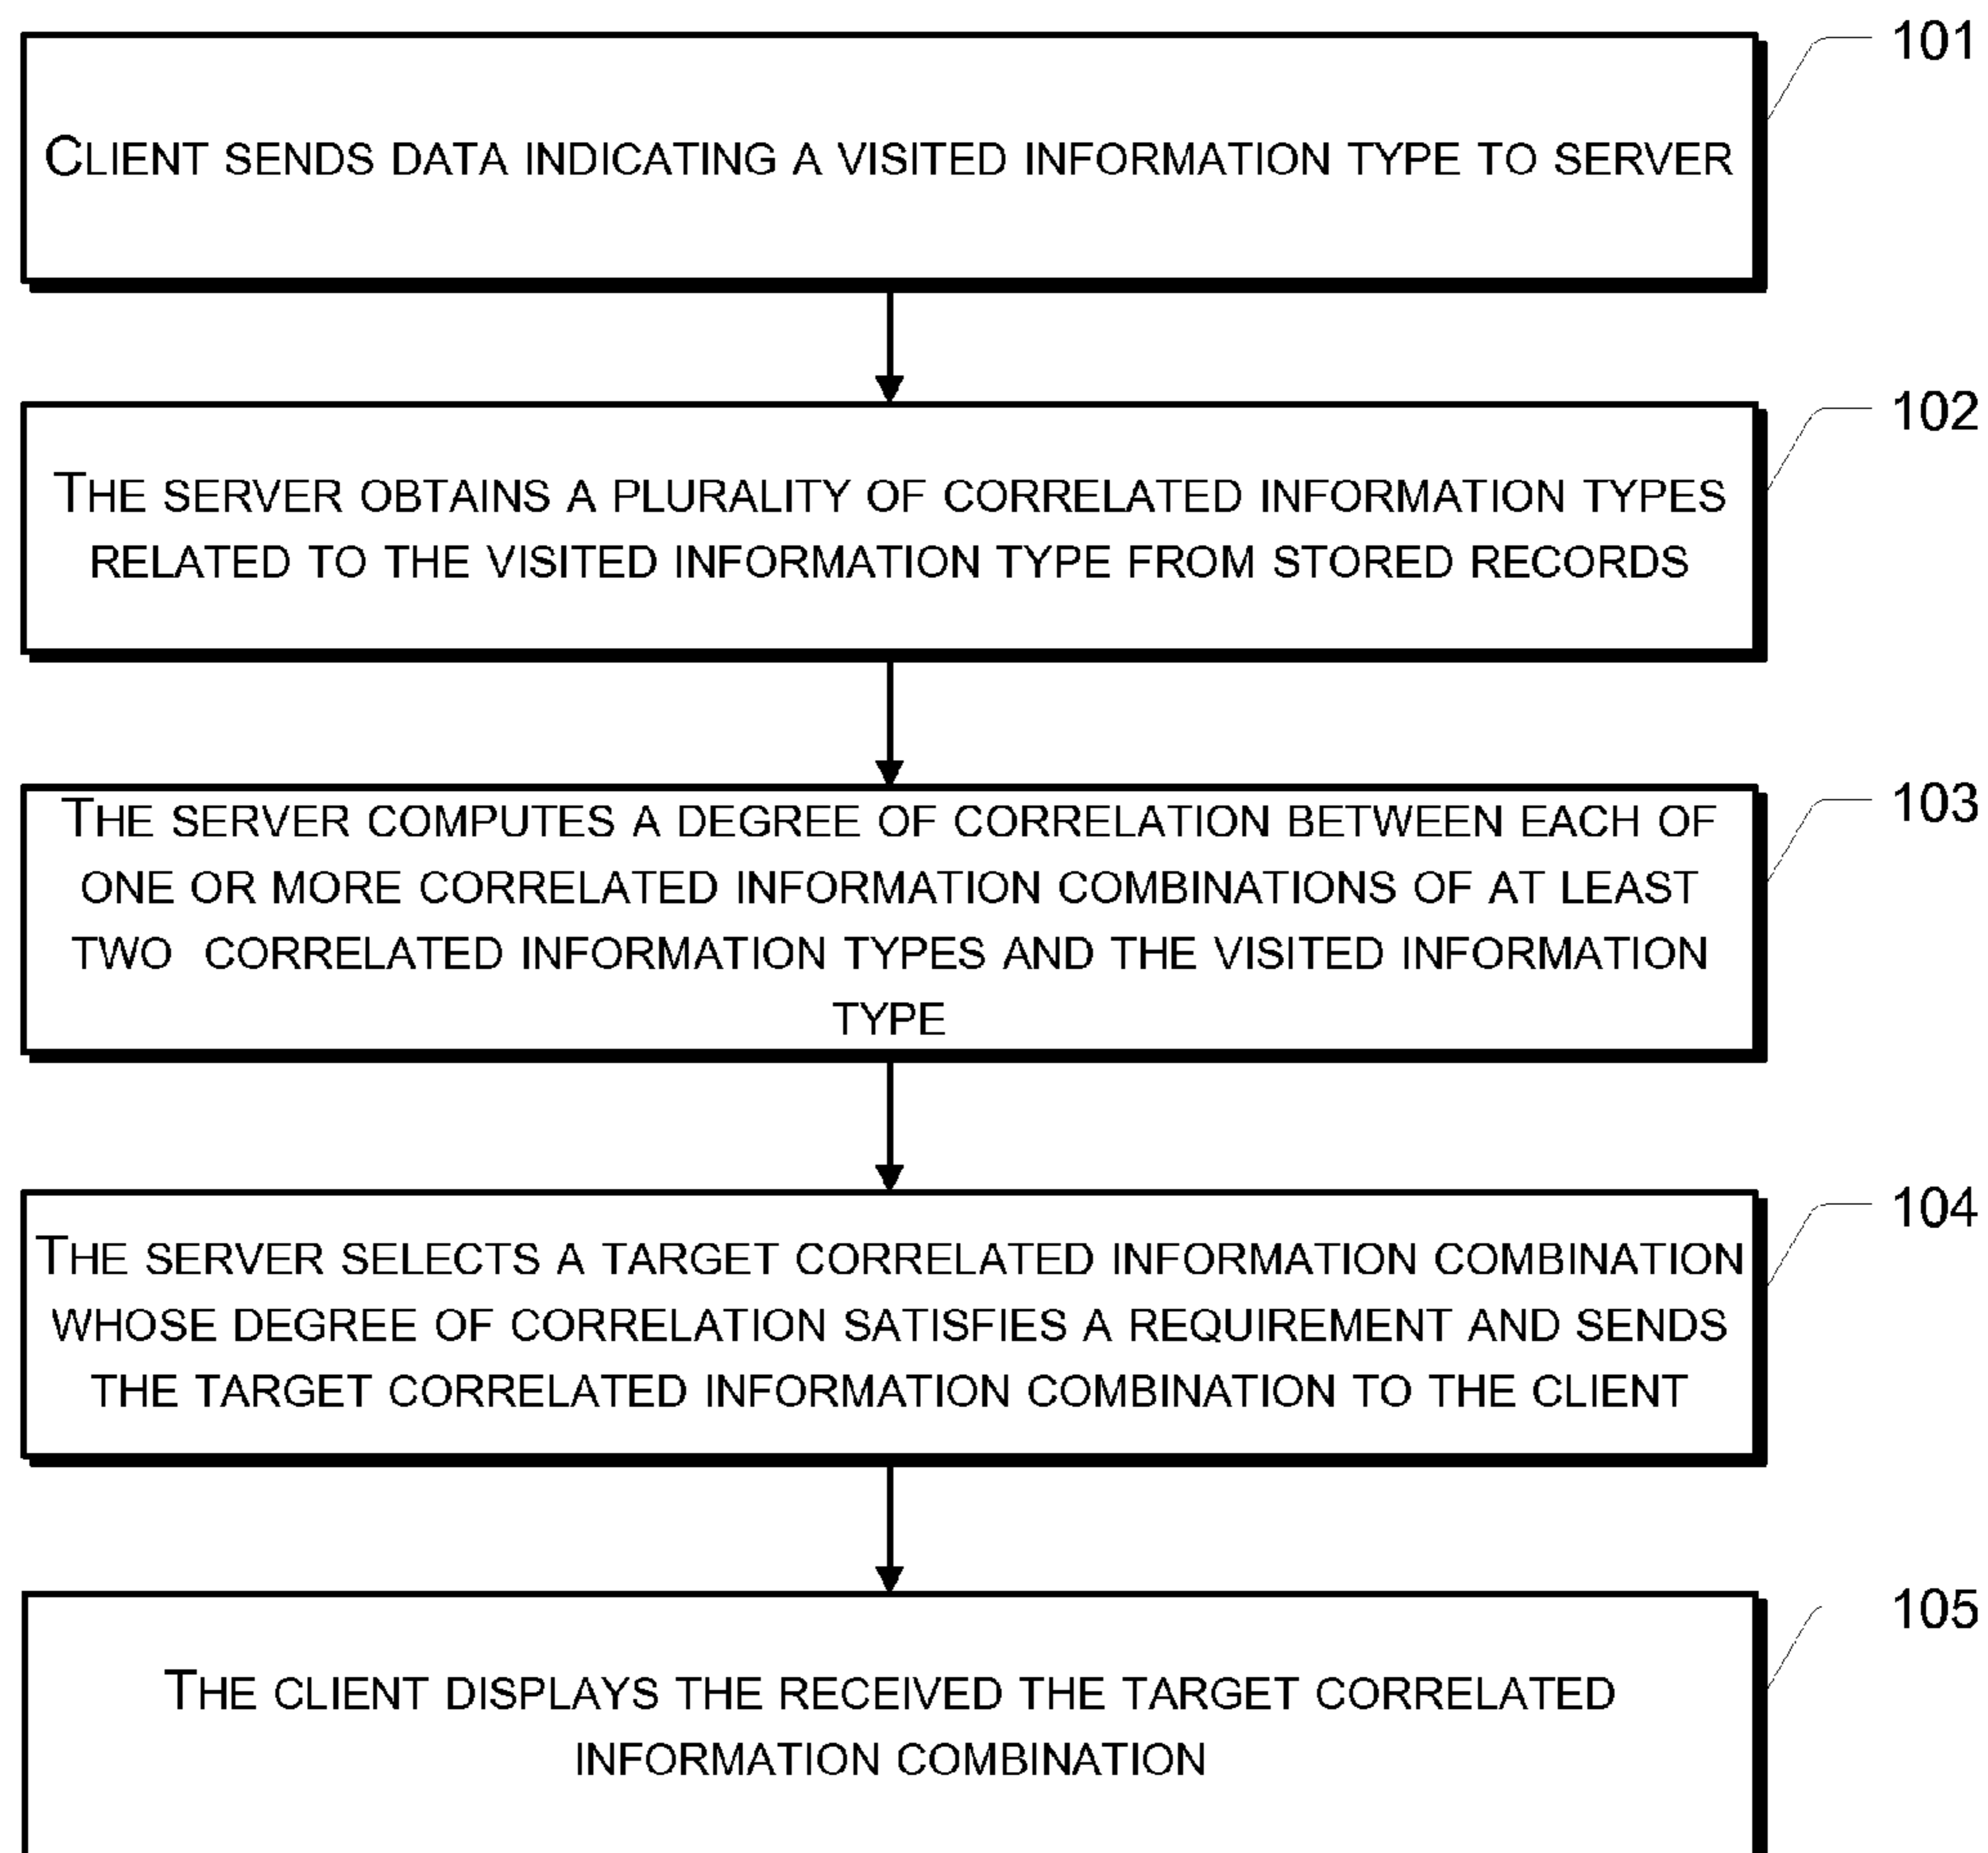 101
CLIENT SENDS DATA INDICATING A VISITED INFORMATION TYPE TO SERVER
102
THE SERVER OBTAINS A PLURALITY OF CORRELATED INFORMATION TYPES
RELATED TO THE VISITED INFORMATION TYPE FROM STORED RECORDS
103
THE SERVER COMPUTES A DEGREE OF CORRELATION BETWEEN EACH OF
ONE OR MORE CORRELATED INFORMATION COMBINATIONS OF AT LEAST
TWO CORRELATED INFORMATION TYPES AND THE VISITED INFORMATION
TYPE
104
THE SERVER SELECTS A TARGET CORRELATED INFORMATION COMBINATION
WHOSE DEGREE OF CORRELATION SATISFIES A REQUIREMENT AND SENDS
THE TARGET CORRELATED INFORMATION COMBINATION TO THE CLIENT
105
THE CLIENT DISPLAYS THE RECEIVED THE TARGET CORRELATED
INFORMATION COMBINATION